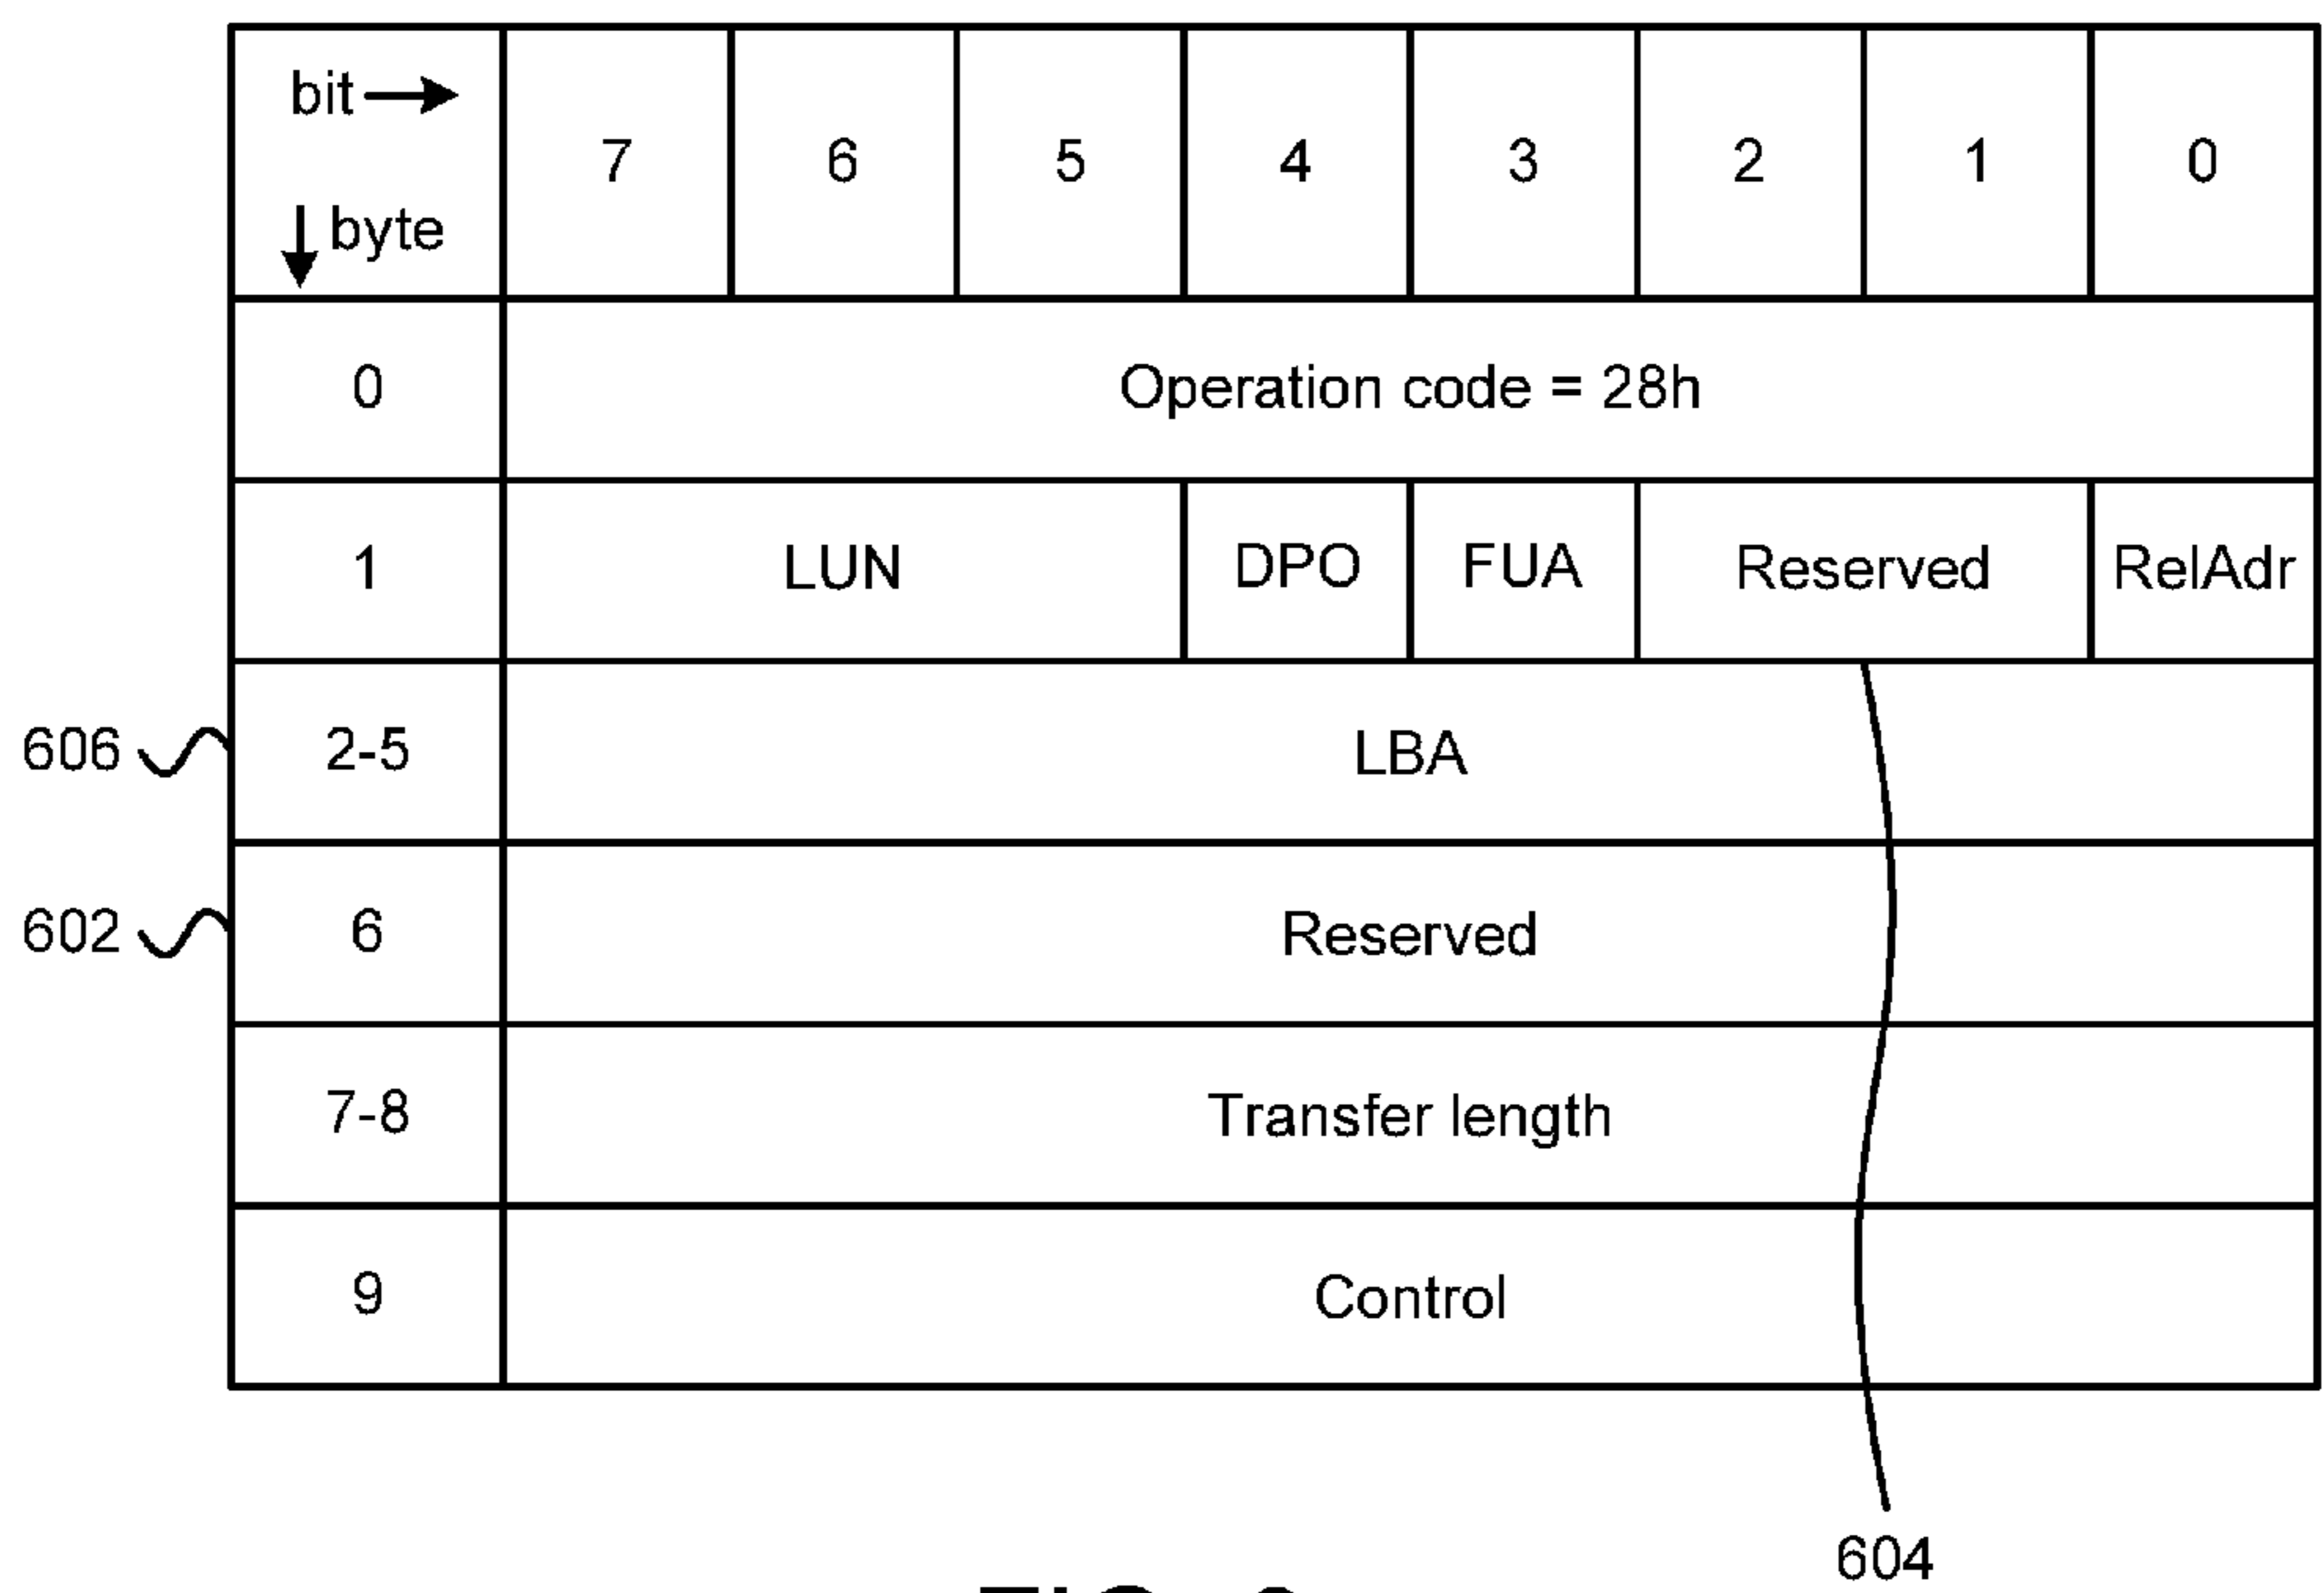 bit
7 6 5 4 3 2 1 0
byte
0 Operation code = 28h
1 LUN DPO FUA Reserved RelAdr
606 2-5 LBA
602 6 Reserved
7-8 Transfer length
9 Control
604